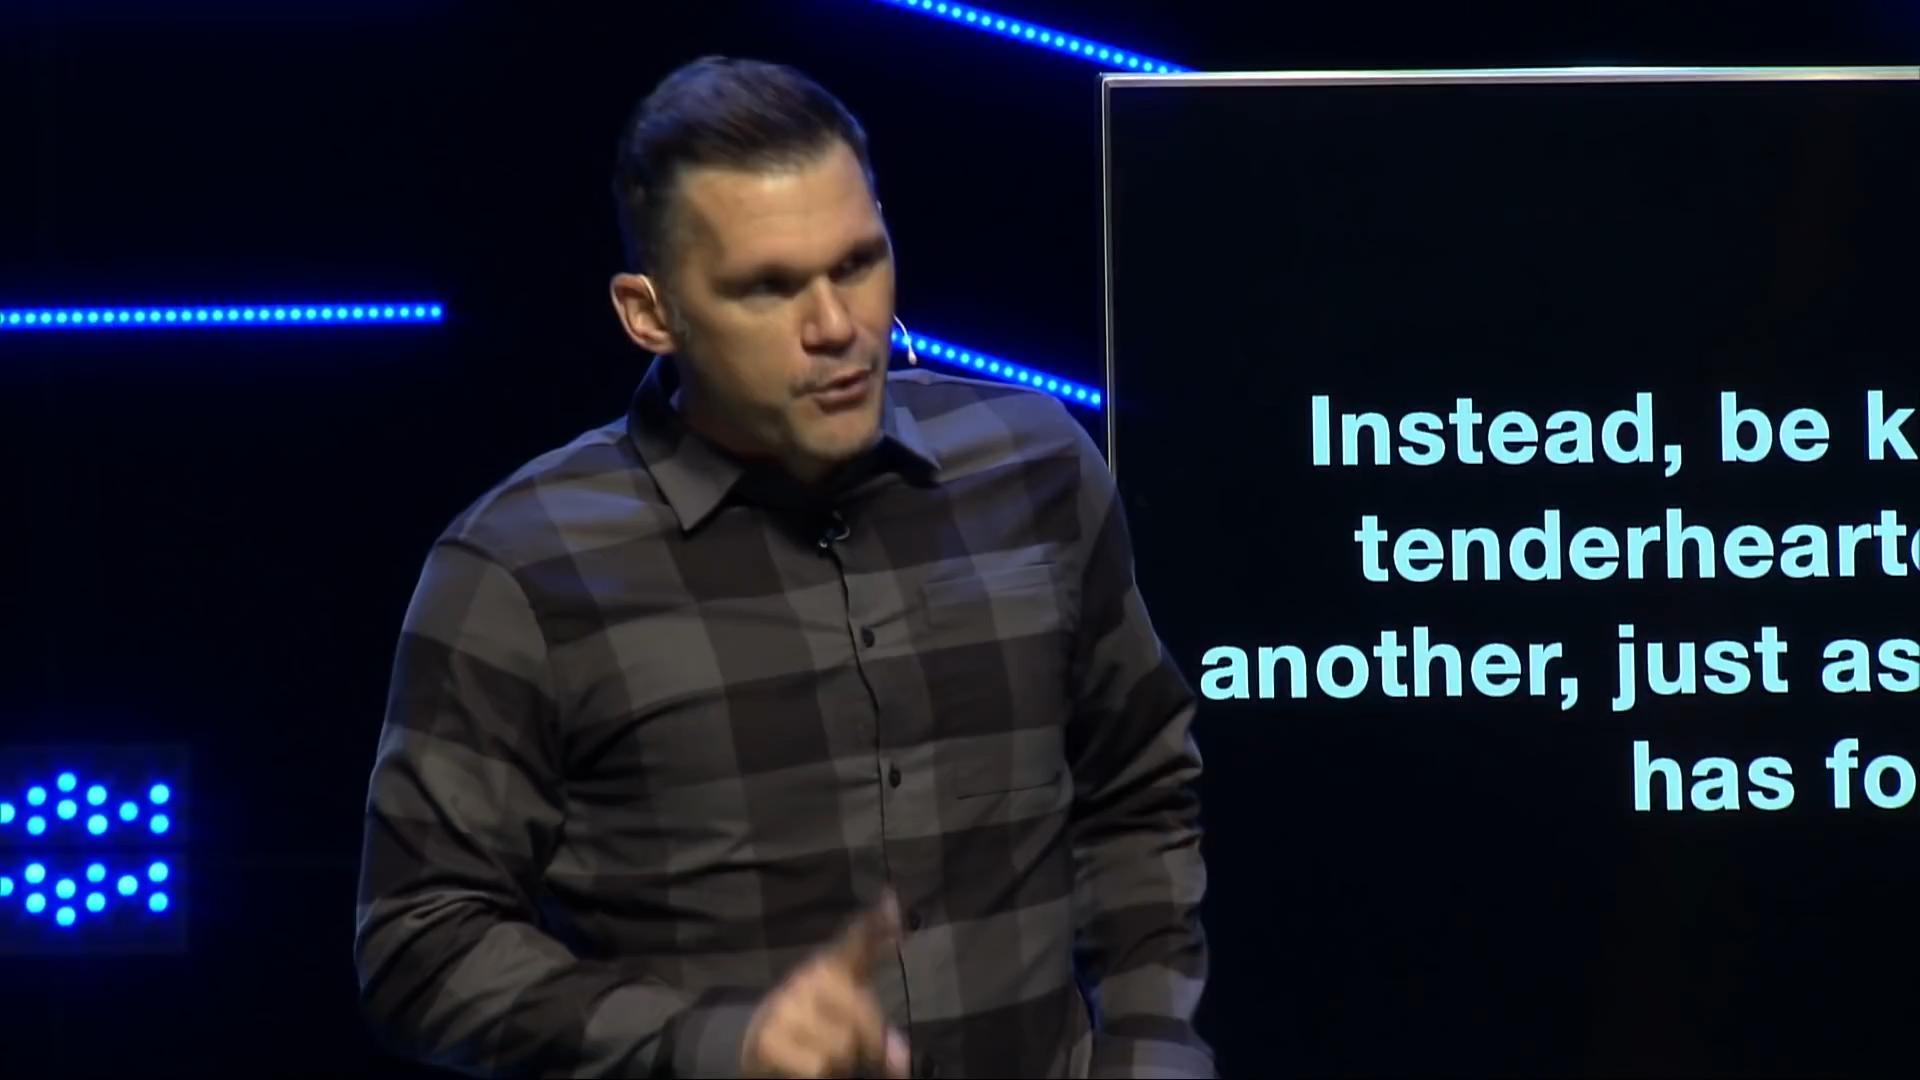 Instead, be k
tenderhearte
another, just as
has fo